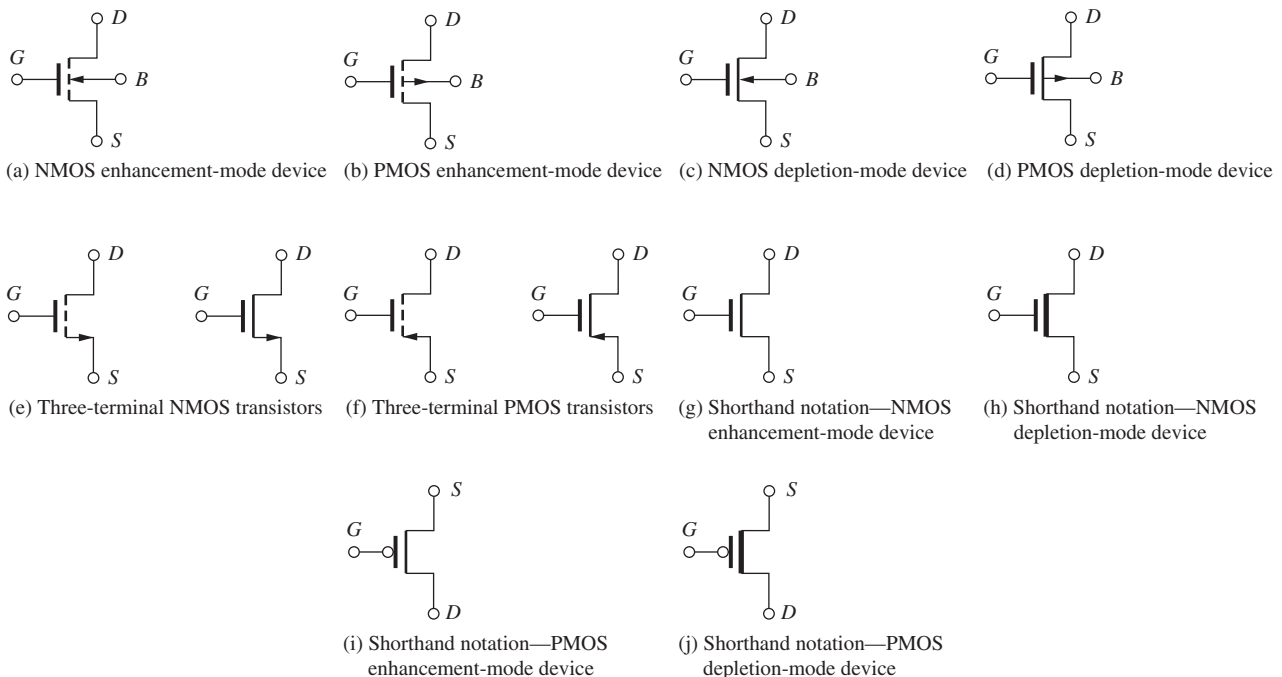 D
G
B
S
(a) NMOS enhancement-mode device
D
G
B
S
(b) PMOS enhancement-mode device
D
G
B
S
(c) NMOS depletion-mode device
D
G
B
S
(d) PMOS depletion-mode device
D
G
S
D
G
S
(e) Three-terminal NMOS transistors
D
G
S
D
G
S
(f) Three-terminal PMOS transistors
D
G
S
(g) Shorthand notation—NMOS
enhancement-mode device
D
G
S
(h) Shorthand notation—NMOS
depletion-mode device
S
G
D
(i) Shorthand notation—PMOS
enhancement-mode device
S
G
D
(j) Shorthand notation—PMOS
depletion-mode device